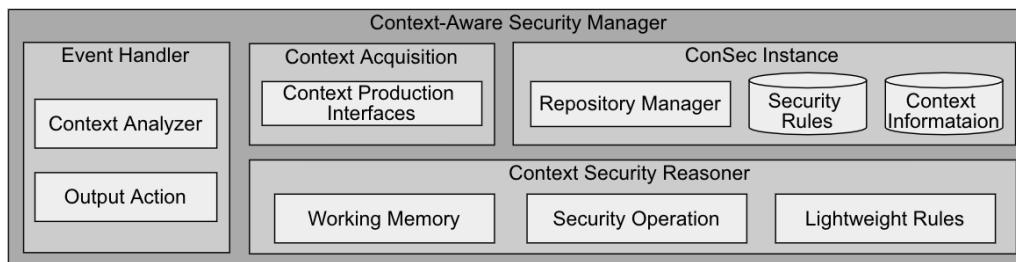 Context-Aware Security Manager
Event Handler
Context Analyzer
Output Action
Context Acquisition
Context Production
Interfaces
ConSec Instance
Repository Manager
Security
Rules
Context
Informataion
Context Security Reasoner
Working Memory
Security Operation
Lightweight Rules